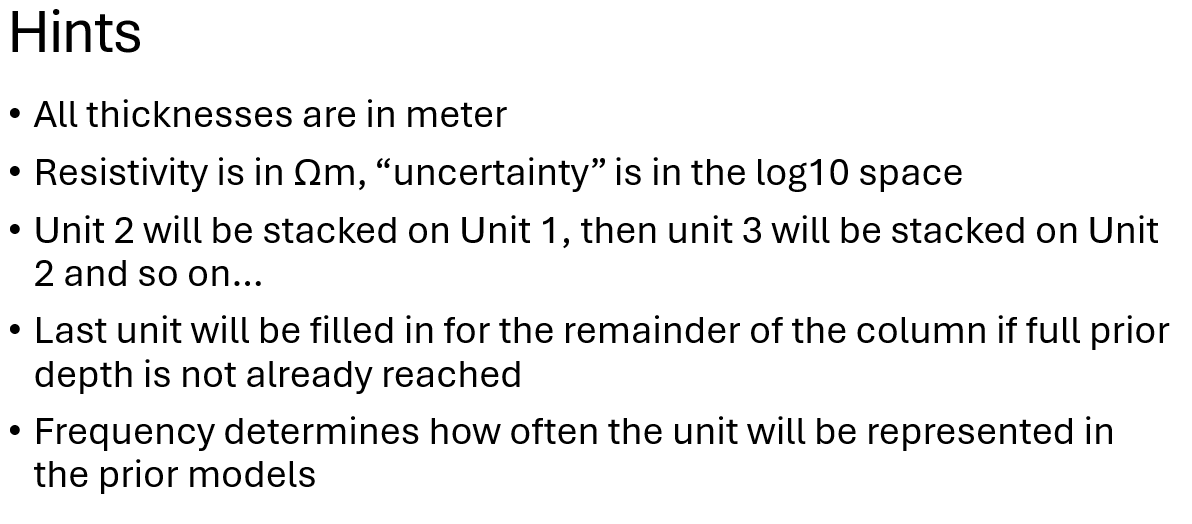 Hints
• All thicknesses are in meter
• Resistivity is in Ωm, “uncertainty” is in the log10 space
• Unit 2 will be stacked on Unit 1, then unit 3 will be stacked on Unit
2 and so on…
• Last unit will be filled in for the remainder of the column if full prior
depth is not already reached
• Frequency determines how often the unit will be represented in
the prior models